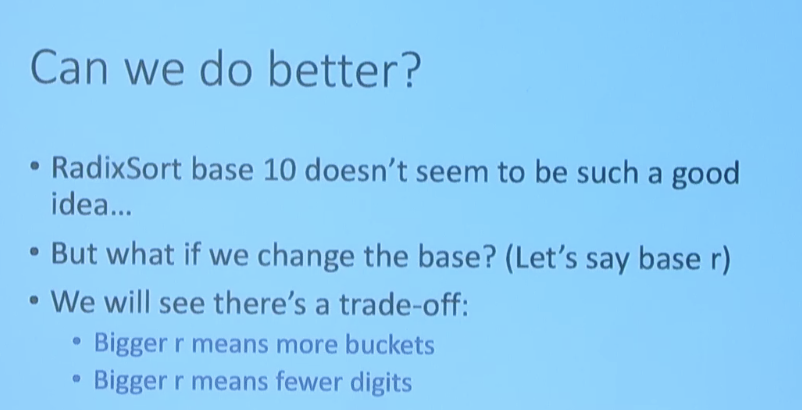 Can we do better?
• RadixSort base 10 doesn't seem to be such a good
idea...
• But what if we change the base? (Let's say base r)
• We will see there's a trade-off:
• Bigger r means more buckets
• Bigger r means fewer digits